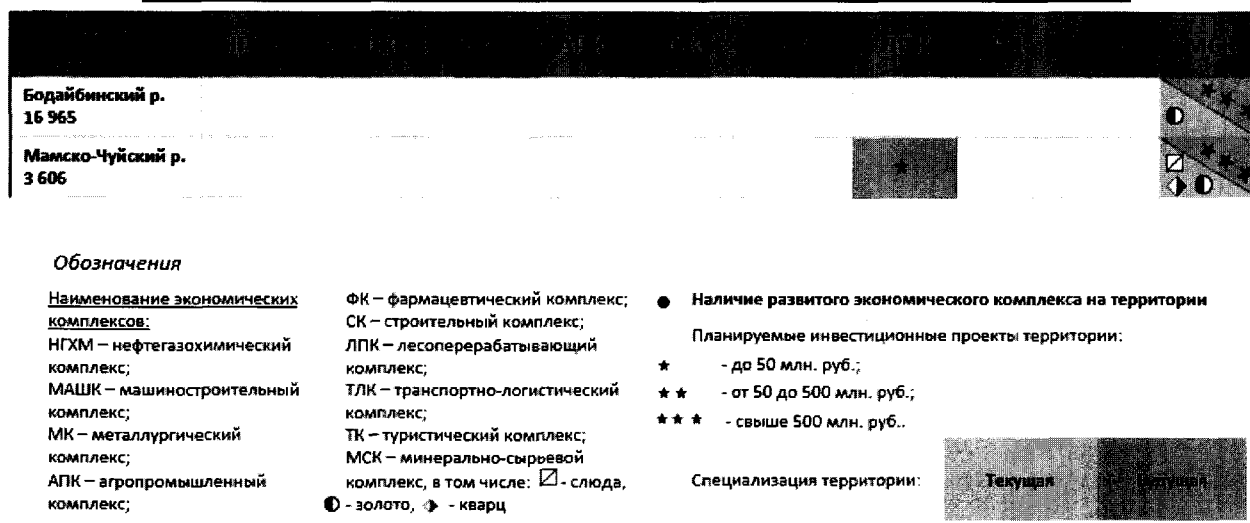 Бодайбинский р.
16 965
Мамско-Чуйский р.
3 606
Обозначения
Наименование экономических
комплексов:
НГХМ – нефтегазохимический
комплекс;
МАШК – машиностроительный
комплекс;
МК – металлургический
комплекс;
АПК – агропромышленный
комплекс;
ФК – фармацевтический комплекс;
СК – строительный комплекс;
ЛПК – лесоперерабатывающий
комплекс;
ТЛК – транспортно-логистический
комплекс;
ТК – туристический комплекс;
МСК – минерально-сырьевой
комплекс, в том числе: - слюда,
- золото, - кварц
● Наличие развитого экономического комплекса на территории
Планируемые инвестиционные проекты территории:
★ - до 50 млн. руб.;
★★ - от 50 до 500 млн. руб.;
★★★ - свыше 500 млн. руб..
Специализация территории: Текущая